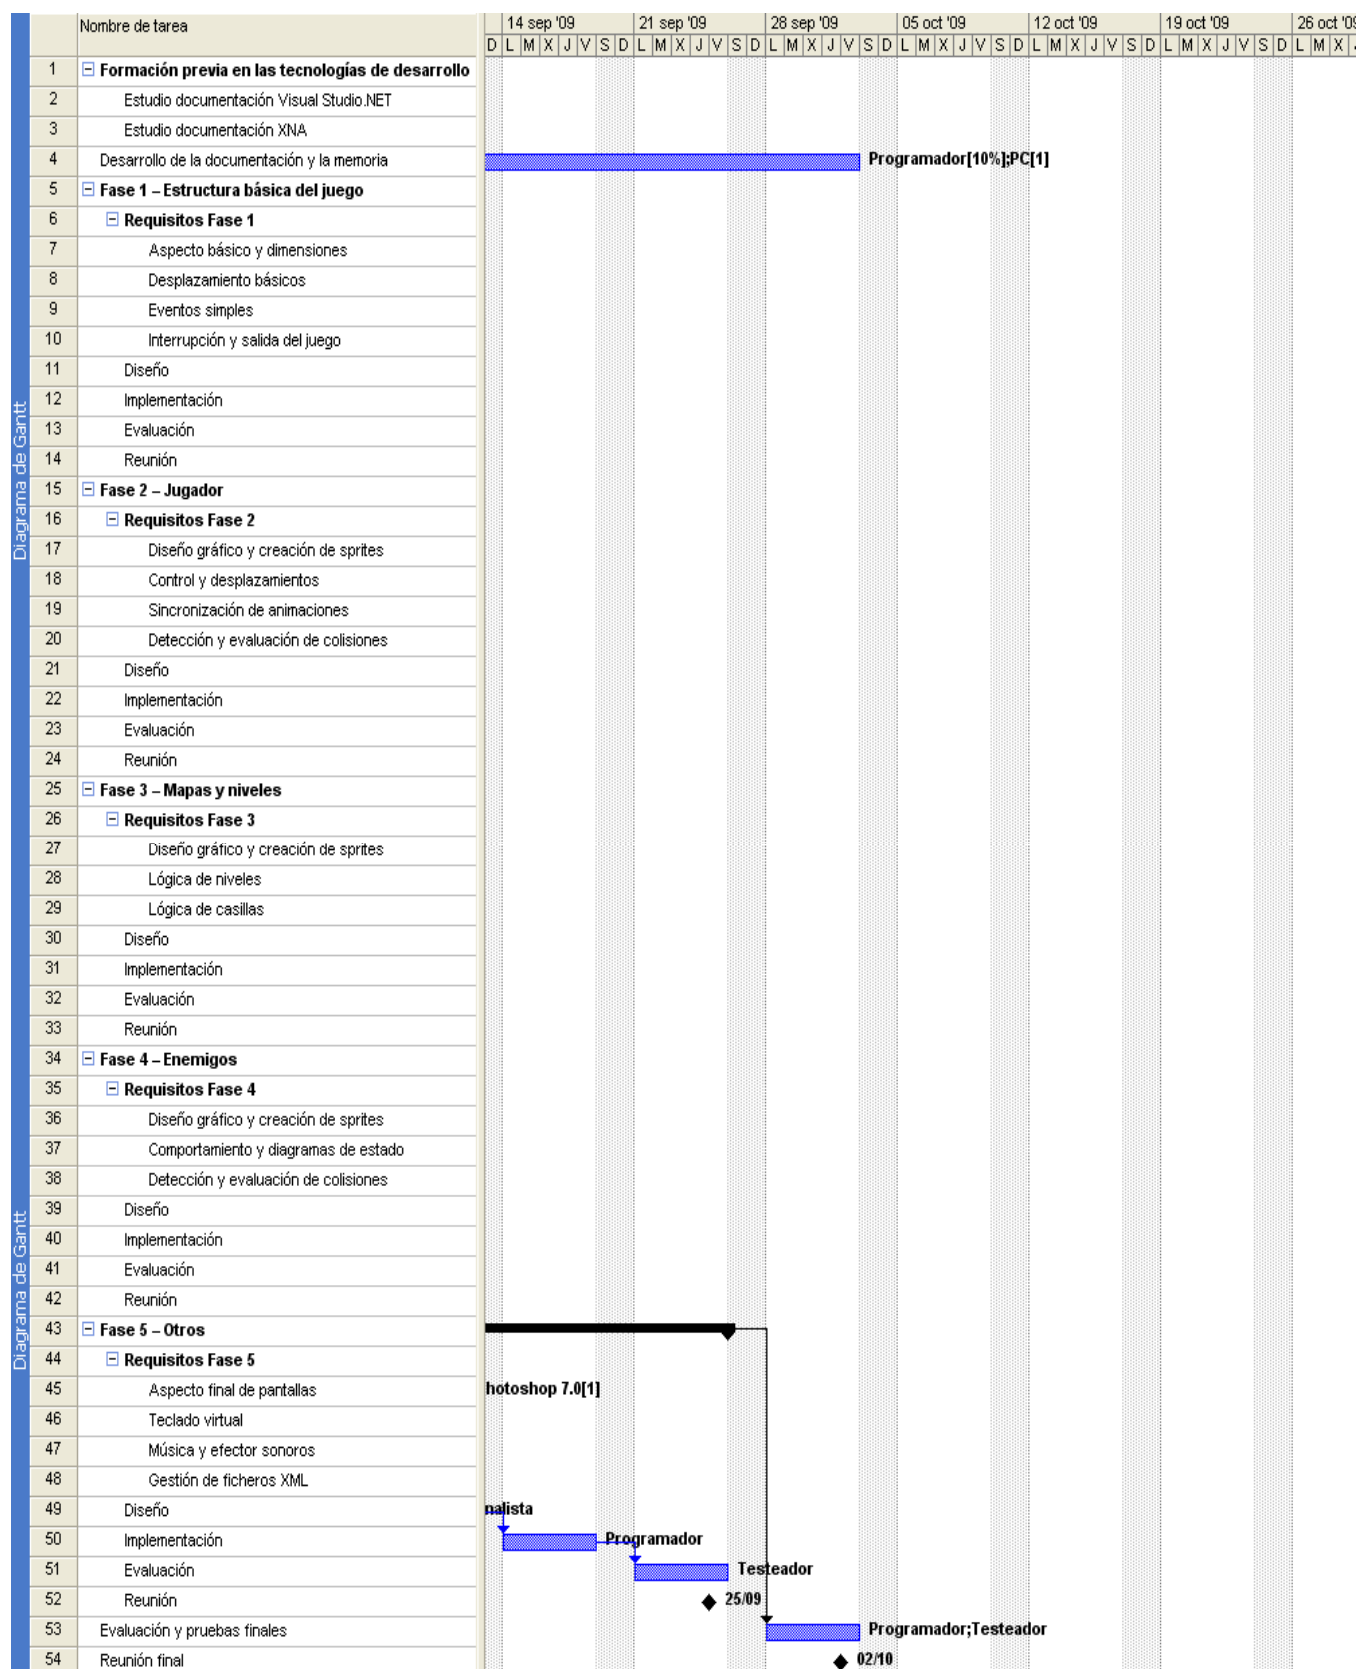 Nombre de tarea
14 sep '09 21 sep '09 28 sep '09 05 oct '09 12 oct '09 19 oct '09 26 oct '09
D L M X J V S D L M X J V S D L M X J V S D L M X J V S D L M X J V S D L M X J V S D L M X
1 Formación previa en las tecnologías de desarrollo
2 Estudio documentación Visual Studio.NET
3 Estudio documentación XNA
4 Desarrollo de la documentación y la memoria Programador[10%];PC[1]
5 Fase 1 – Estructura básica del juego
6 Requisitos Fase 1
7 Aspecto básico y dimensiones
8 Desplazamiento básicos
9 Eventos simples
10 Interrupción y salida del juego
11 Diseño
12 Implementación
13 Evaluación
14 Reunión
15 Fase 2 – Jugador
16 Requisitos Fase 2
17 Diseño gráfico y creación de sprites
18 Control y desplazamientos
19 Sincronización de animaciones
20 Detección y evaluación de colisiones
21 Diseño
22 Implementación
23 Evaluación
24 Reunión
25 Fase 3 – Mapas y niveles
26 Requisitos Fase 3
27 Diseño gráfico y creación de sprites
28 Lógica de niveles
29 Lógica de casillas
30 Diseño
31 Implementación
32 Evaluación
33 Reunión
34 Fase 4 – Enemigos
35 Requisitos Fase 4
36 Diseño gráfico y creación de sprites
37 Comportamiento y diagramas de estado
38 Detección y evaluación de colisiones
39 Diseño
40 Implementación
41 Evaluación
42 Reunión
43 Fase 5 – Otros
44 Requisitos Fase 5
45 Aspecto final de pantallas hotoshop 7.0[1]
46 Teclado virtual
47 Música y efector sonoros
48 Gestión de ficheros XML
49 Diseño nalista
50 Implementación Programador
51 Evaluación Testeador
52 Reunión 25/09
53 Evaluación y pruebas finales Programador;Testeador
54 Reunión final 02/10
Diagrama de Gantt
Diagrama de Gantt